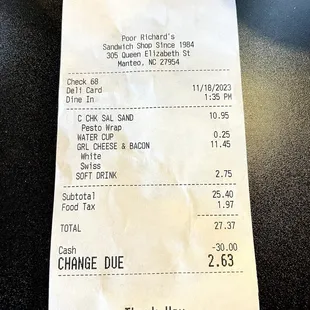 Poor Richard's
Sandwich Shop Since 1984
305 Queen Elizabeth St
Manteo, NC 27954
Check 68
Deli Card 11/18/2023
Dine In 1:35 PM
C CHK SAL SAND 10.95
Pesto Wrap
WATER CUP 0.25
GRL CHEESE & BACON 11.45
White
Swiss
SOFT DRINK 2.75
Subtotal 25.40
Food Tax 1.97
TOTAL 27.37
Cash -30.00
CHANGE DUE 2.63